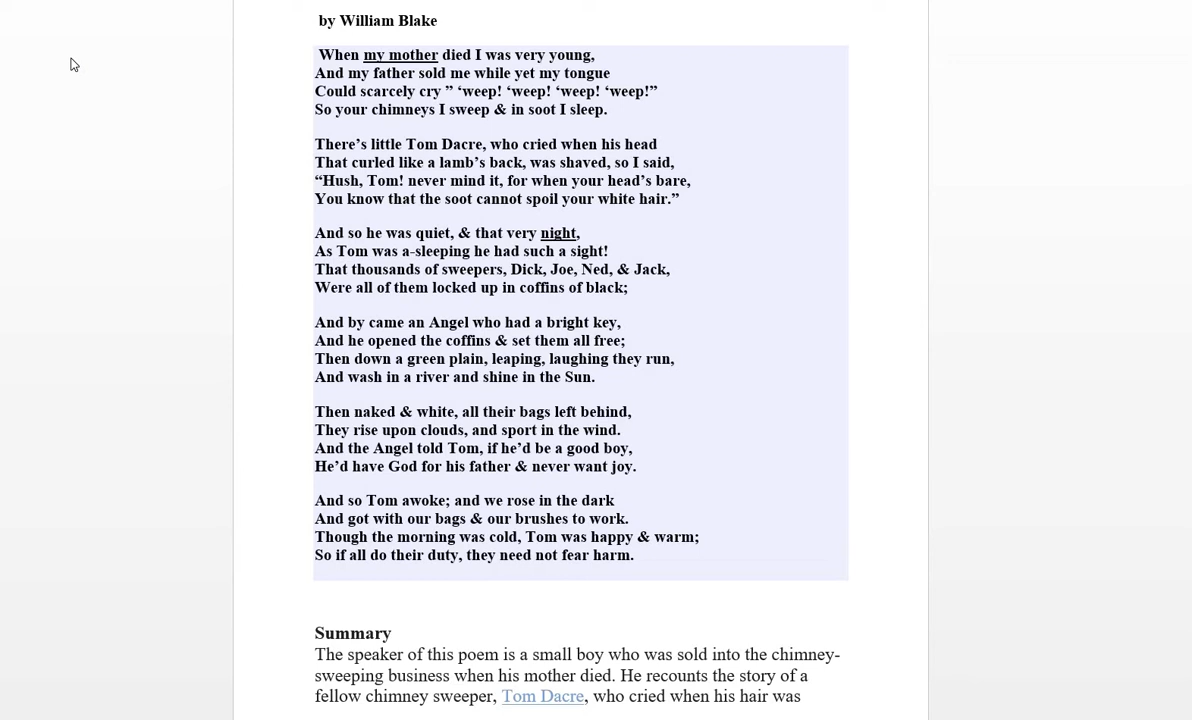 by William Blake
When my mother died I was very young,
And my father sold me while yet my tongue
Could scarcely cry ” ‘weep! ‘weep! ‘weep! ‘weep!”
So your chimneys I sweep & in soot I sleep.
There’s little Tom Dacre, who cried when his head
That curled like a lamb’s back, was shaved, so I said,
“Hush, Tom! never mind it, for when your head’s bare,
You know that the soot cannot spoil your white hair.”
And so he was quiet, & that very night,
As Tom was a-sleeping he had such a sight!
That thousands of sweepers, Dick, Joe, Ned, & Jack,
Were all of them locked up in coffins of black;
And by came an Angel who had a bright key,
And he opened the coffins & set them all free;
Then down a green plain, leaping, laughing they run,
And wash in a river and shine in the Sun.
Then naked & white, all their bags left behind,
They rise upon clouds, and sport in the wind.
And the Angel told Tom, if he’d be a good boy,
He’d have God for his father & never want joy.
And so Tom awoke; and we rose in the dark
And got with our bags & our brushes to work.
Though the morning was cold, Tom was happy & warm;
So if all do their duty, they need not fear harm.
Summary
The speaker of this poem is a small boy who was sold into the chimney-
sweeping business when his mother died. He recounts the story of a
fellow chimney sweeper, Tom Dacre, who cried when his hair was